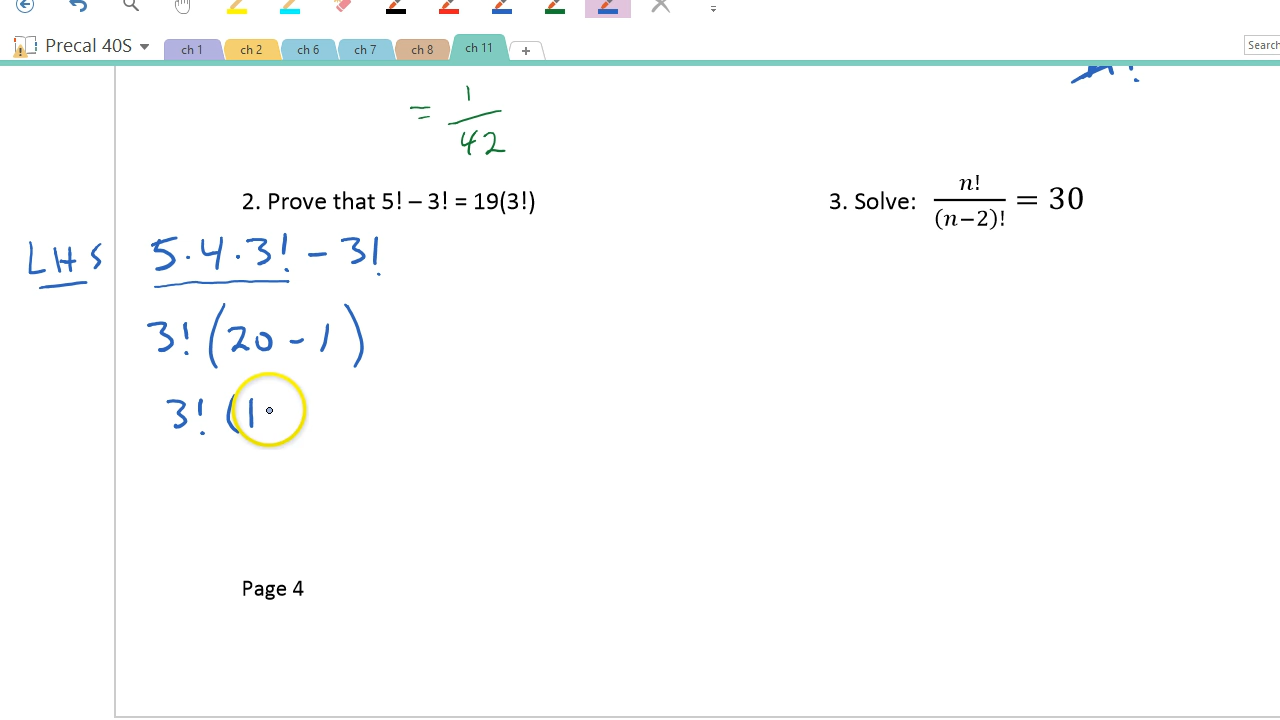 Precal 40S ch 1 ch 2 ch 6 ch 7 ch 8 ch 11 +
Search
= 1/42
2. Prove that 5! – 3! = 19(3!)
3. Solve: n!/(n−2)! = 30
LHS 5·4·3! - 3!
3! (20 - 1)
3! (1
Page 4